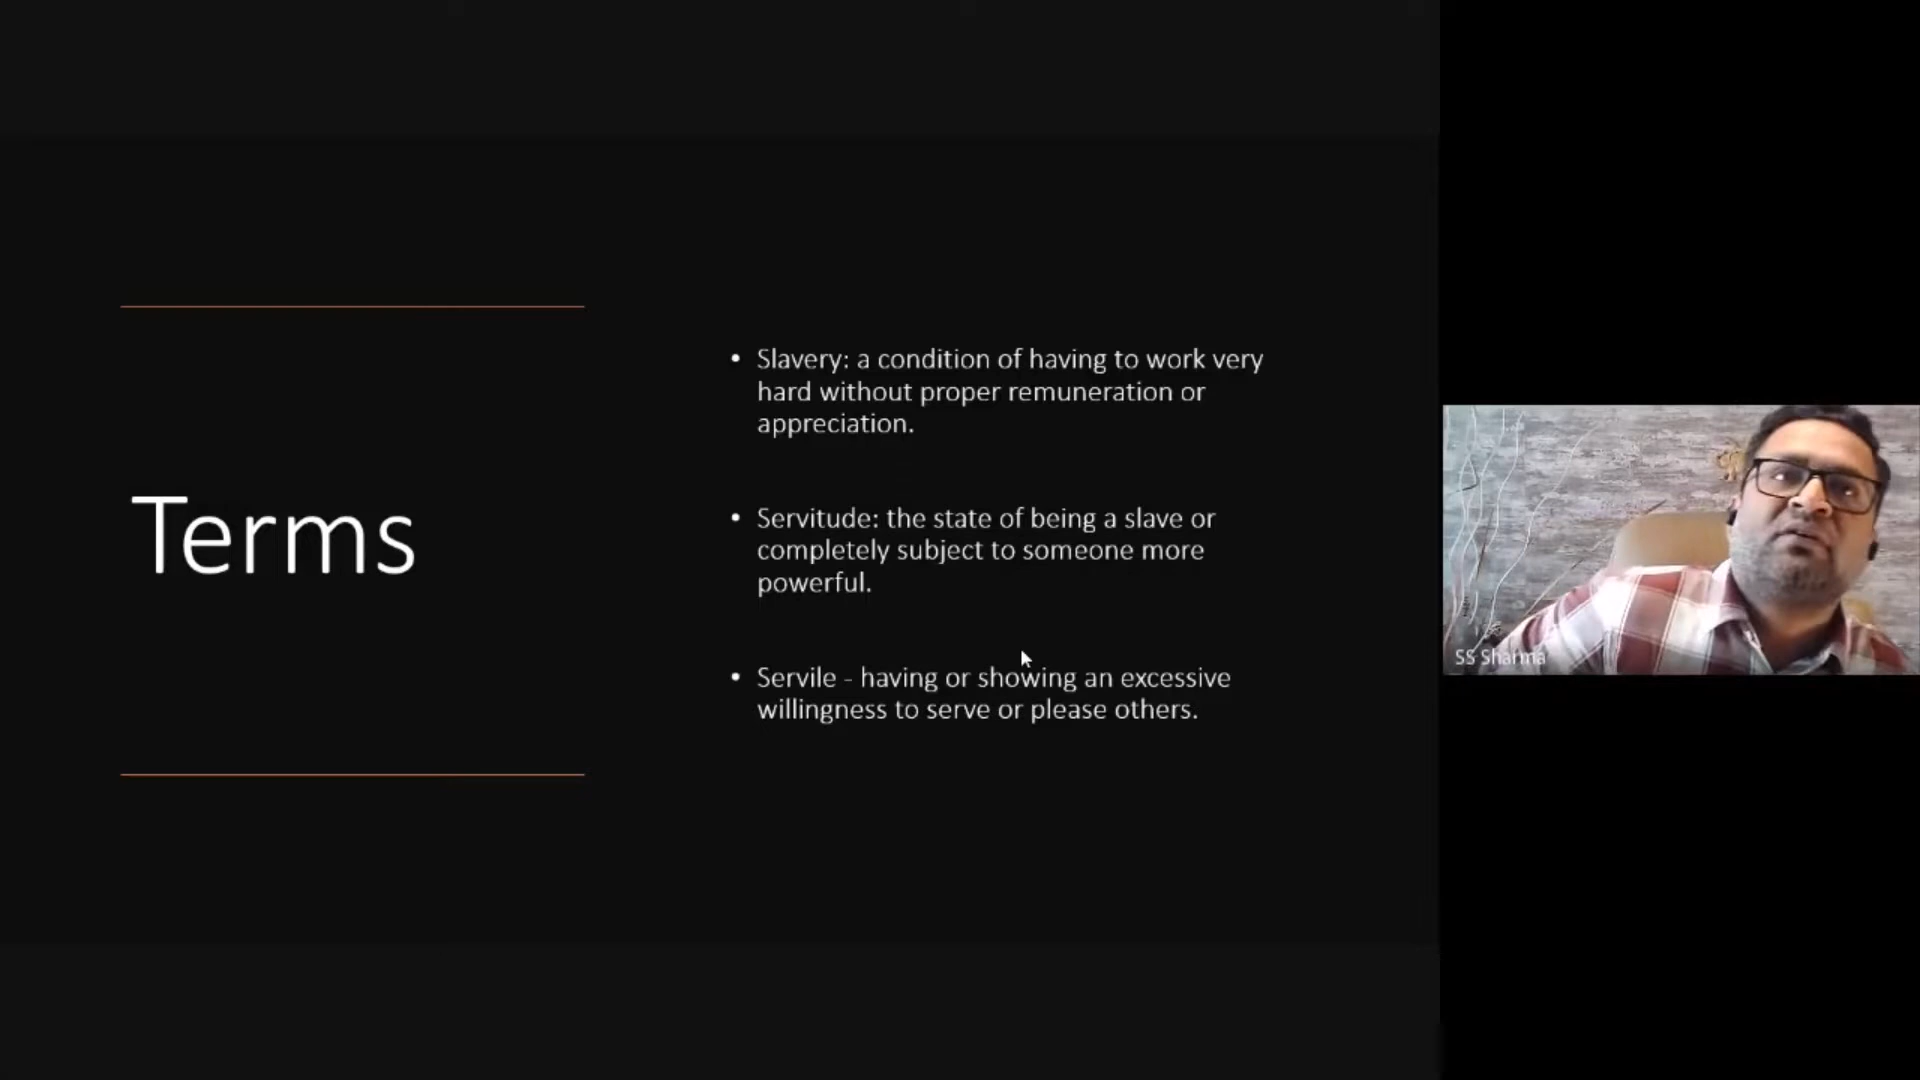 Terms
• Slavery: a condition of having to work very
hard without proper remuneration or
appreciation.
• Servitude: the state of being a slave or
completely subject to someone more
powerful.
• Servile - having or showing an excessive
willingness to serve or please others.
SS Sharma